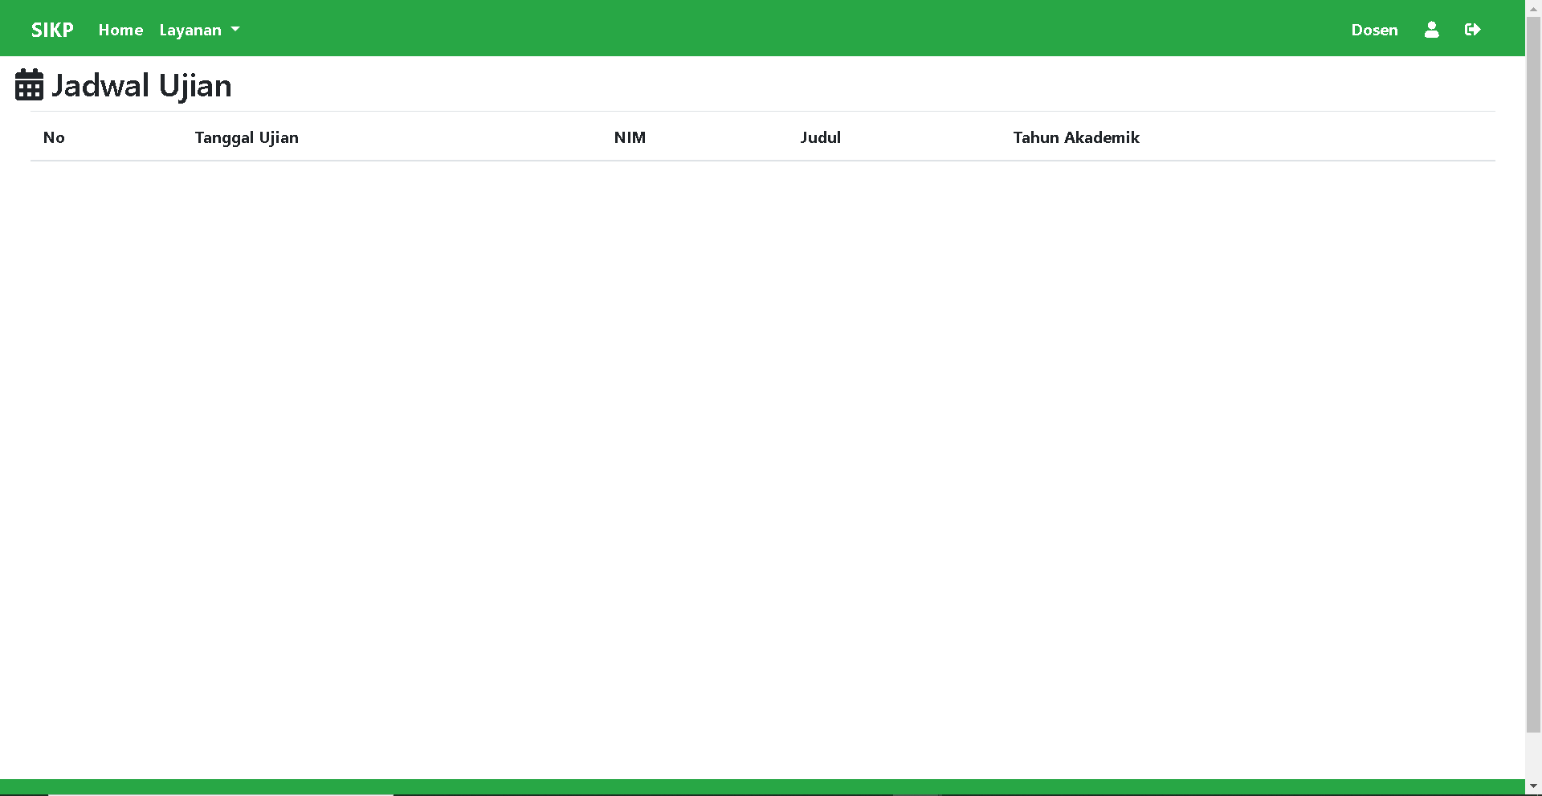 SIKP Home Layanan Dosen
Jadwal Ujian
No Tanggal Ujian NIM Judul Tahun Akademik